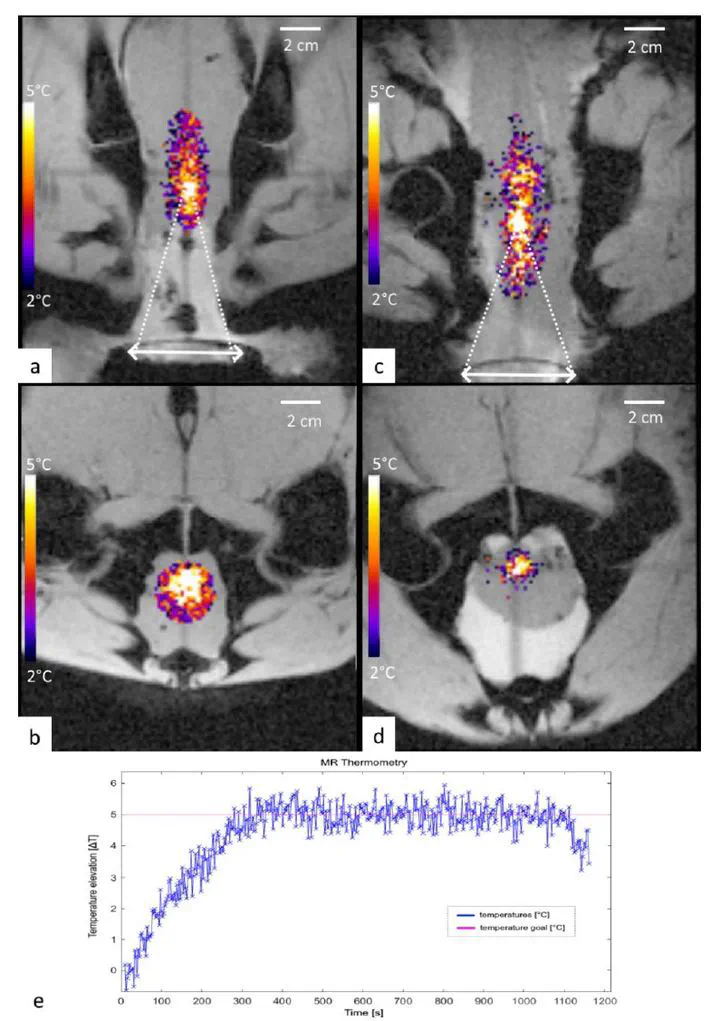 2 cm
5°C
2°C
a
2 cm
5°C
2°C
c
2 cm
5°C
2°C
b
2 cm
5°C
2°C
d
MR Thermometry
Temperature elevation [ΔT]
6
5
4
3
2
1
0
temperatures [°C]
temperature goal [°C]
0 100 200 300 400 500 600 700 800 900 1000 1100 1200
Time [s]
e